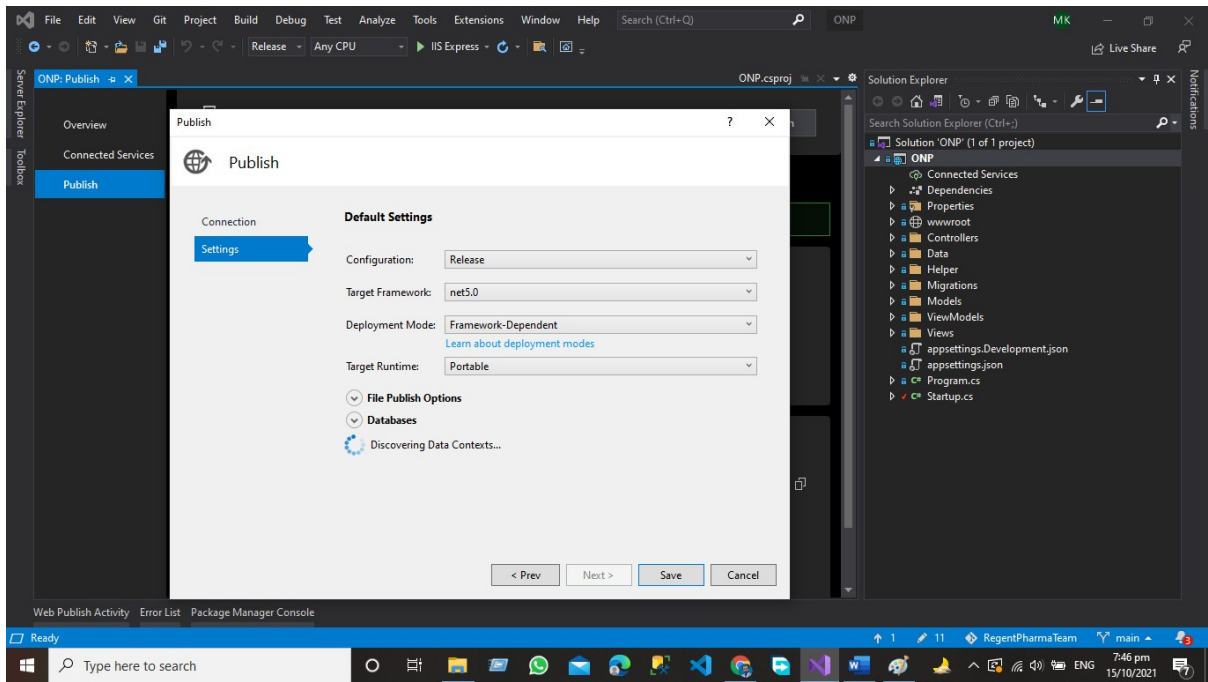 File Edit View Git Project Build Debug Test Analyze Tools Extensions Window Help Search (Ctrl+Q) ONP MK
Release Any CPU IIS Express Live Share
Server Explorer
Toolbox
ONP: Publish
ONP.csproj
Overview
Connected Services
Publish
Publish
? 
Publish
Connection
Settings
Default Settings
Configuration: Release
Target Framework: net5.0
Deployment Mode: Framework-Dependent
Learn about deployment modes
Target Runtime: Portable
File Publish Options
Databases
Discovering Data Contexts...
< Prev Next > Save Cancel
Solution Explorer
Search Solution Explorer (Ctrl+;)
Solution 'ONP' (1 of 1 project)
ONP
Connected Services
Dependencies
Properties
wwwroot
Controllers
Data
Helper
Migrations
Models
ViewModels
Views
appsettings.Development.json
appsettings.json
C# Program.cs
C# Startup.cs
Notifications
Web Publish Activity Error List Package Manager Console
Ready 1 11 RegentPharmaTeam main 3
Type here to search ENG 7:46 pm
15/10/2021 7